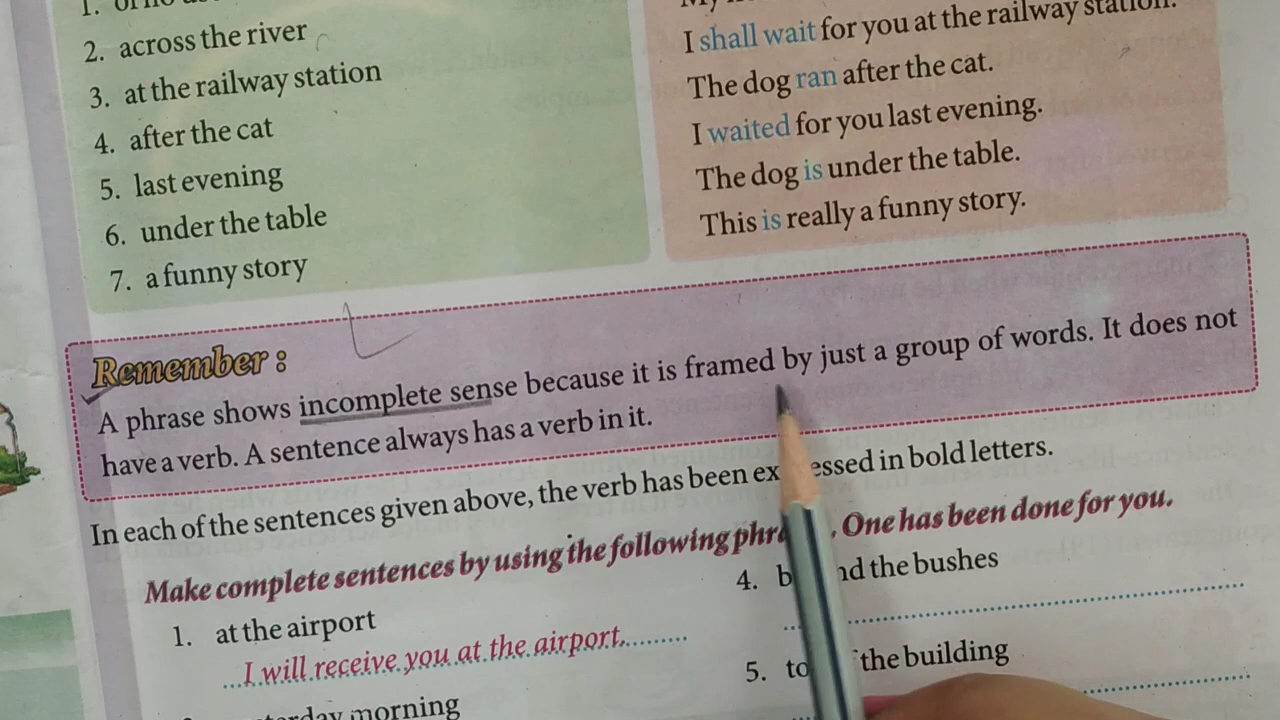 1. of no
2. across the river
3. at the railway station
4. after the cat
5. last evening
6. under the table
7. a funny story
I shall wait for you at the railway station.
The dog ran after the cat.
I waited for you last evening.
The dog is under the table.
This is really a funny story.
Remember :
A phrase shows incomplete sense because it is framed by just a group of words. It does not
have a verb. A sentence always has a verb in it.
In each of the sentences given above, the verb has been ex essed in bold letters.
Make complete sentences by using the following phra . One has been done for you.
1. at the airport
I will receive you at the airport.
morning
4. b nd the bushes
5. to the building